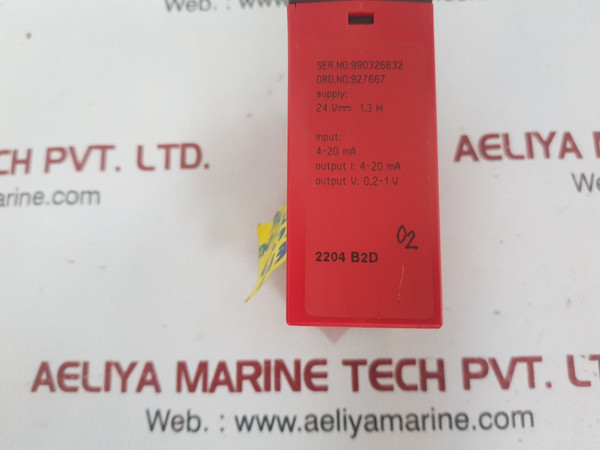 Web. : www.aeliyamari
SER.NO:990326632
ORD.NO:927667
supply:
24 V 1,3 W
input:
4-20 mA
output I: 4-20 mA
output V: 0,2-1 V
CH PVT. LTD.
arine.com
AELIYA MAR
We
02
2204 B2D
AELIYA MARINE TECH PVT. LT
Web. : www.aeliyamarine.com